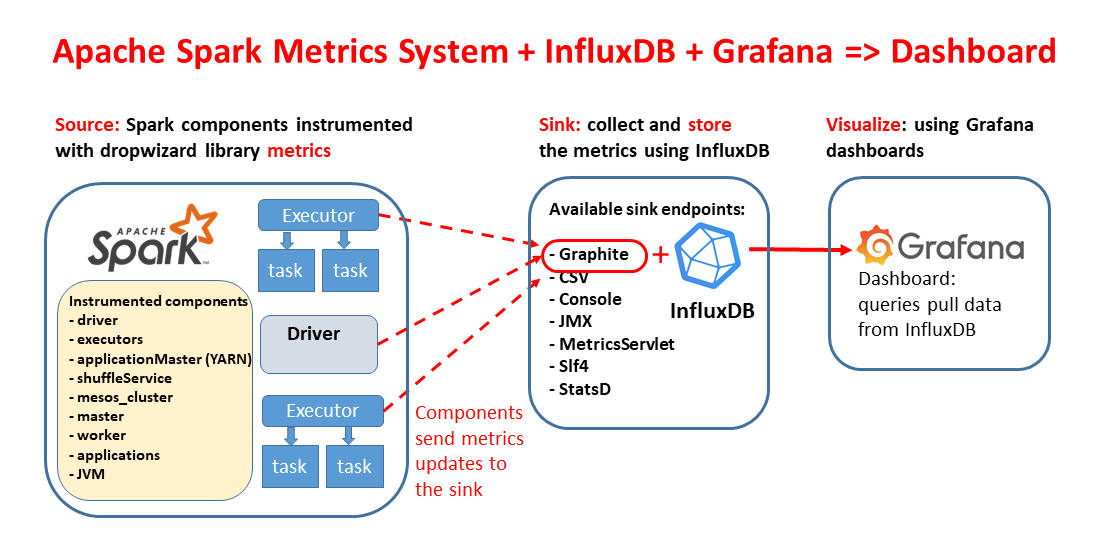 Apache Spark Metrics System + InfluxDB + Grafana => Dashboard
Source: Spark components instrumented
with dropwizard library metrics
Sink: collect and store
the metrics using InfluxDB
Visualize: using Grafana
dashboards
APACHE
Spark™
Instrumented components
- driver
- executors
- applicationMaster (YARN)
- shuffleService
- mesos_cluster
- master
- worker
- applications
- JVM
Executor
task
task
Driver
Executor
task
task
Components
send metrics
updates to
the sink
Available sink endpoints:
- Graphite
- CSV
- Console
- JMX
- MetricsServlet
- Slf4
- StatsD
+
InfluxDB
Grafana
Dashboard:
queries pull data
from InfluxDB